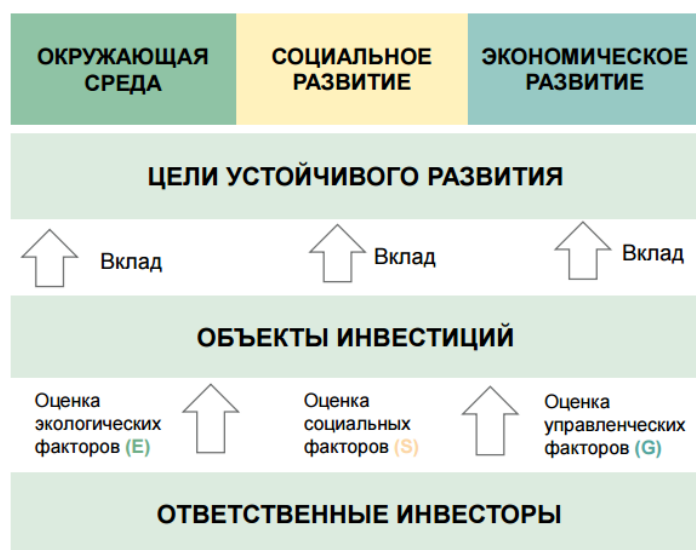 ОКРУЖАЮЩАЯ
СРЕДА
СОЦИАЛЬНОЕ
РАЗВИТИЕ
ЭКОНОМИЧЕСКОЕ
РАЗВИТИЕ
ЦЕЛИ УСТОЙЧИВОГО РАЗВИТИЯ
Вклад
Вклад
Вклад
ОБЪЕКТЫ ИНВЕСТИЦИЙ
Оценка
экологических
факторов (E)
Оценка
социальных
факторов (S)
Оценка
управленческих
факторов (G)
ОТВЕТСТВЕННЫЕ ИНВЕСТОРЫ